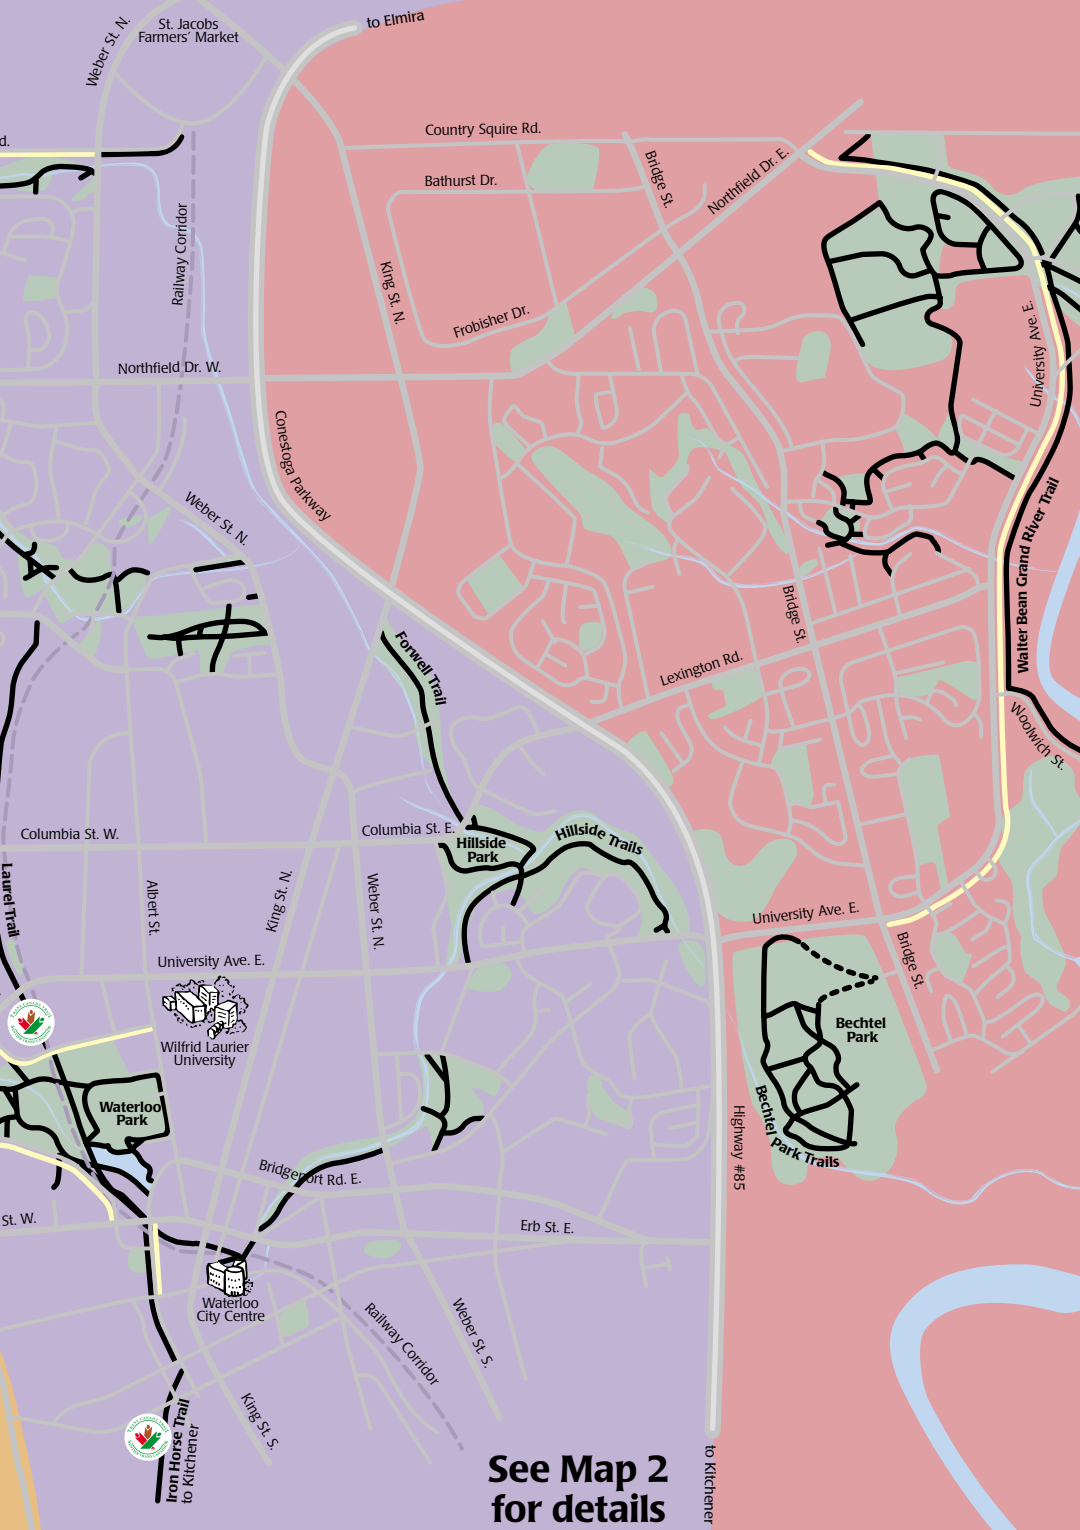 to Elmira
St. Jacobs
Farmers' Market
Weber St. N.
d.
Country Squire Rd.
Bathurst Dr.
Bridge St.
Northfield Dr. E.
Railway Corridor
King St. N.
Frobisher Dr.
University Ave. E.
Northfield Dr. W.
Conestoga Parkway
Weber St. N.
Walter Bean Grand River Trail
Bridge St.
Forwell Trail
Lexington Rd.
Woolwich St.
Columbia St. W.
Columbia St. E.
Hillside
Park
Hillside Trails
Laurel Trail
Albert St.
King St. N.
Weber St. N.
University Ave. E.
Bridge St.
University Ave. E.
Wilfrid Laurier
University
Bechtel
Park
Waterloo
Park
Bechtel Park Trails
Highway #85
Bridgeport Rd. E.
St. W.
Erb St. E.
Waterloo
City Centre
Railway Corridor
Weber St. S.
King St. S.
Iron Horse Trail
to Kitchener
See Map 2
for details
to Kitchener